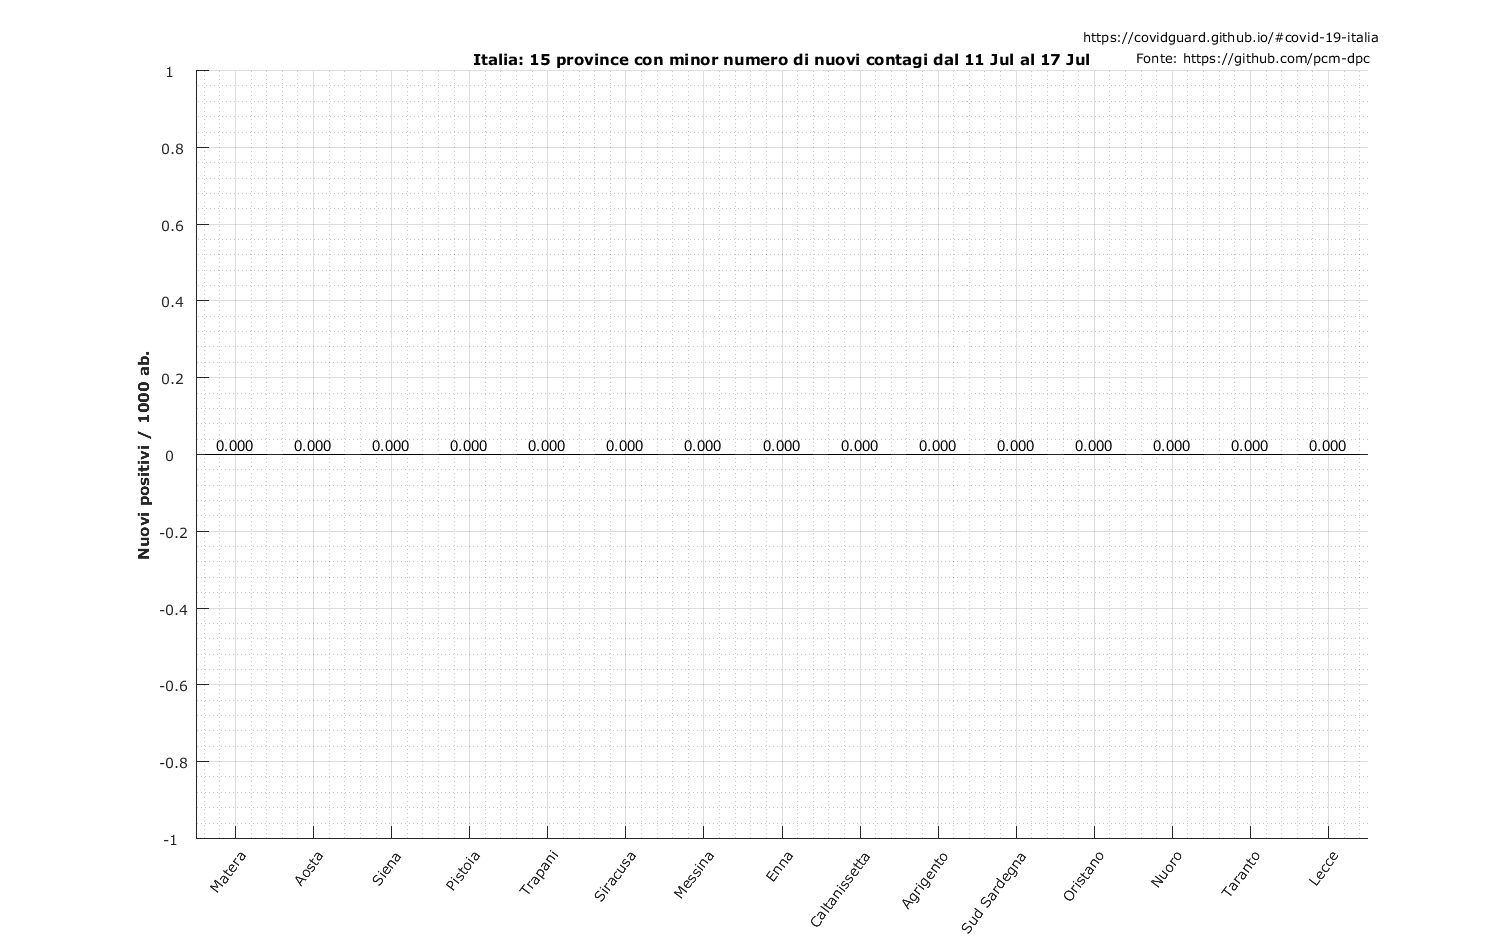 https://covidguard.github.io/#covid-19-italia
Italia: 15 province con minor numero di nuovi contagi dal 11 Jul al 17 Jul
Fonte: https://github.com/pcm-dpc
Nuovi positivi / 1000 ab.
1
0.8
0.6
0.4
0.2
0
-0.2
-0.4
-0.6
-0.8
-1
0.000 0.000 0.000 0.000 0.000 0.000 0.000 0.000 0.000 0.000 0.000 0.000 0.000 0.000 0.000
Matera
Aosta
Siena
Pistoia
Trapani
Siracusa
Messina
Enna
Caltanissetta
Agrigento
Sud Sardegna
Oristano
Nuoro
Taranto
Lecce